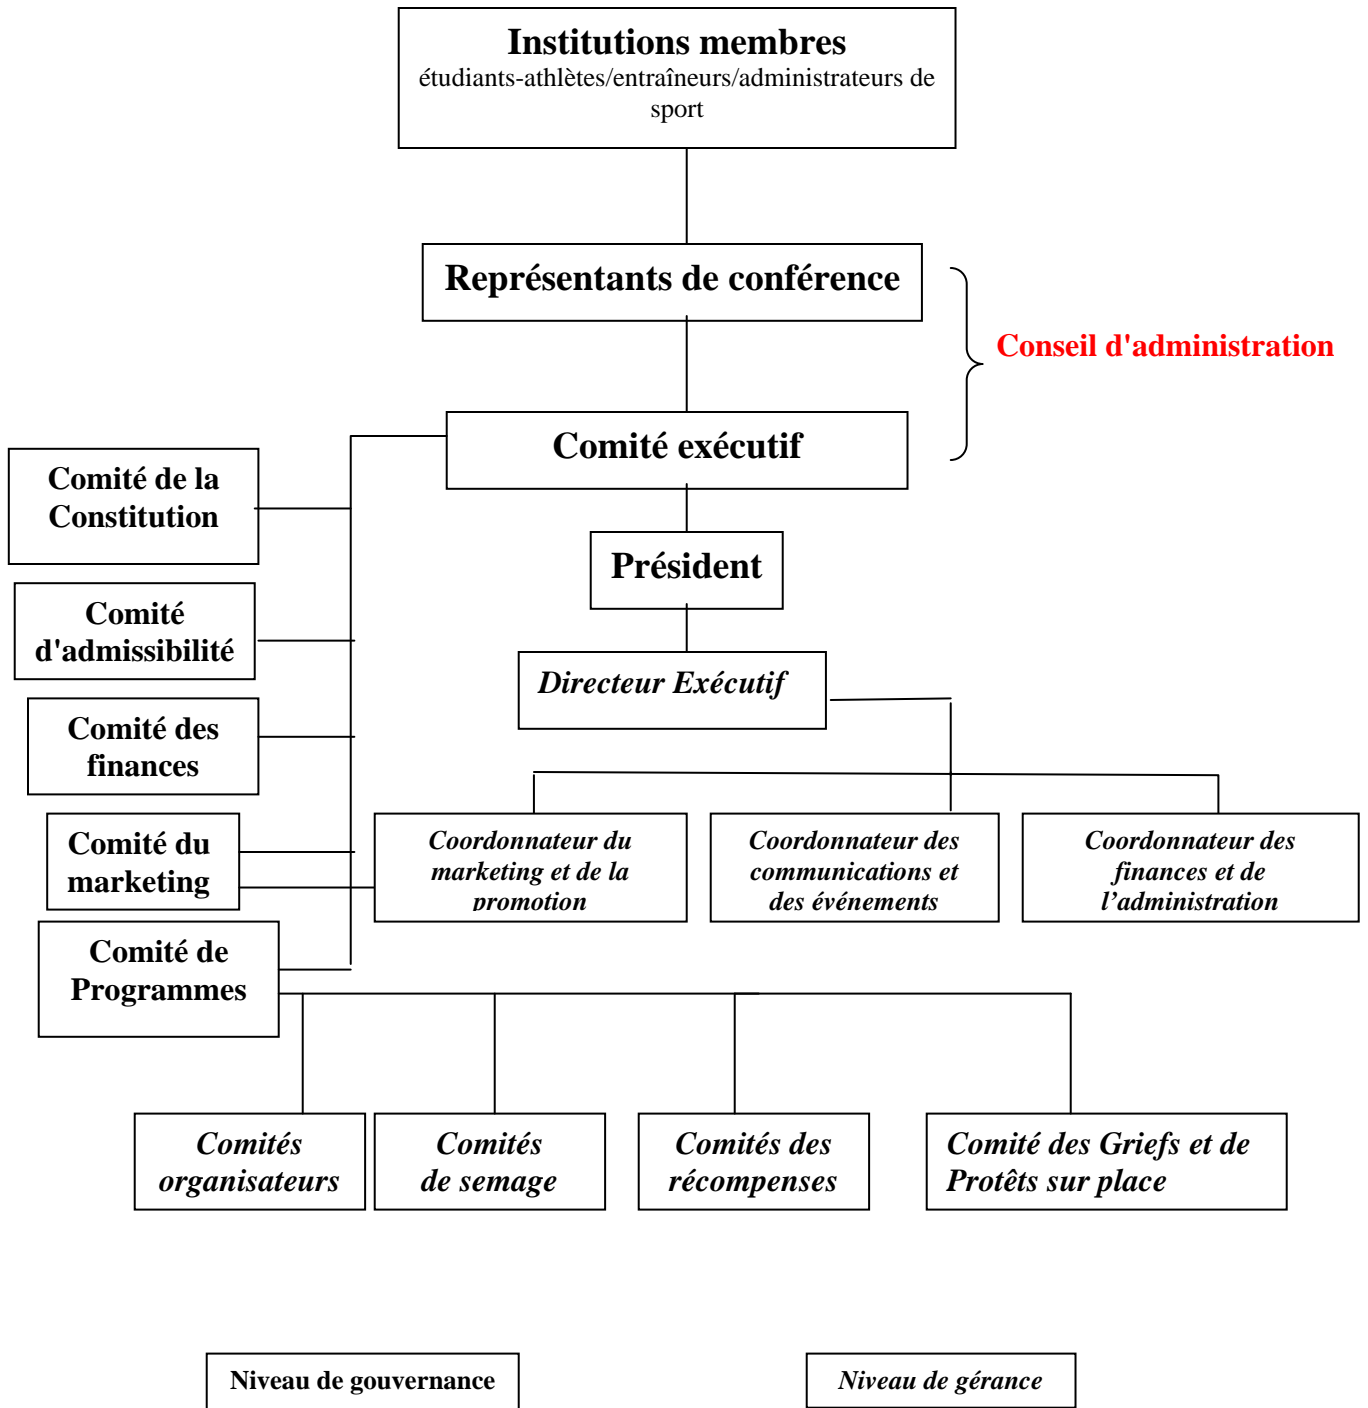 Institutions membres
étudiants-athlètes/entraîneurs/administrateurs de
sport
Représentants de conférence
Conseil d'administration
Comité exécutif
Comité de la
Constitution
Président
Comité
d'admissibilité
Directeur Exécutif
Comité des
finances
Comité du
marketing
Coordonnateur du
marketing et de la
promotion
Coordonnateur des
communications et
des événements
Coordonnateur des
finances et de
l’administration
Comité de
Programmes
Comités
organisateurs
Comités
de semage
Comités des
récompenses
Comité des Griefs et de
Protêts sur place
Niveau de gouvernance
Niveau de gérance